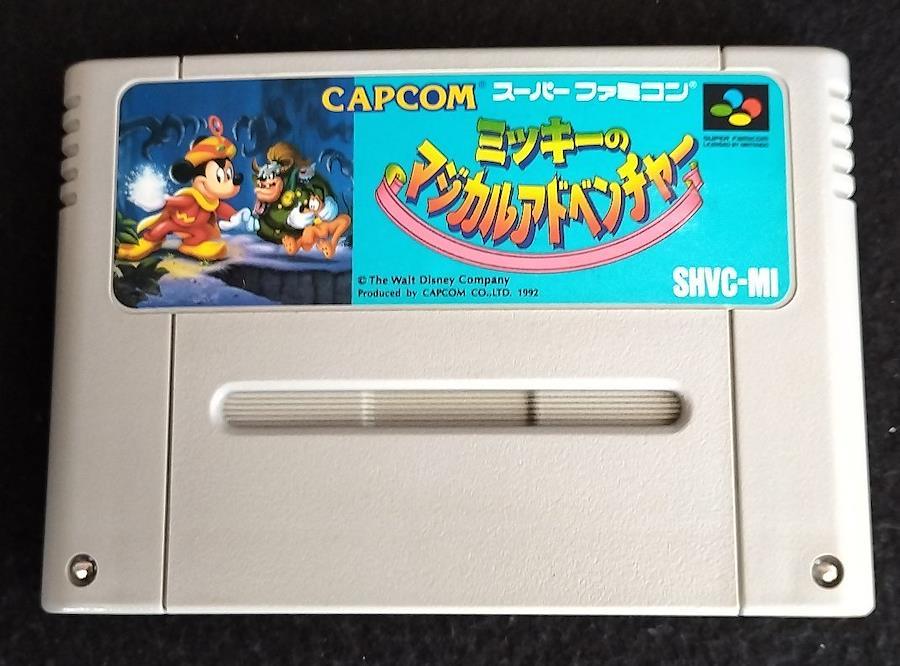 CAPCOM® スーパーファミコン®
SUPER FAMICOM
LICENSED BY NINTENDO
ミッキーの
マジカルアドベンチャー
© The Walt Disney Company
Produced by CAPCOM CO.,LTD. 1992
SHVC-MI